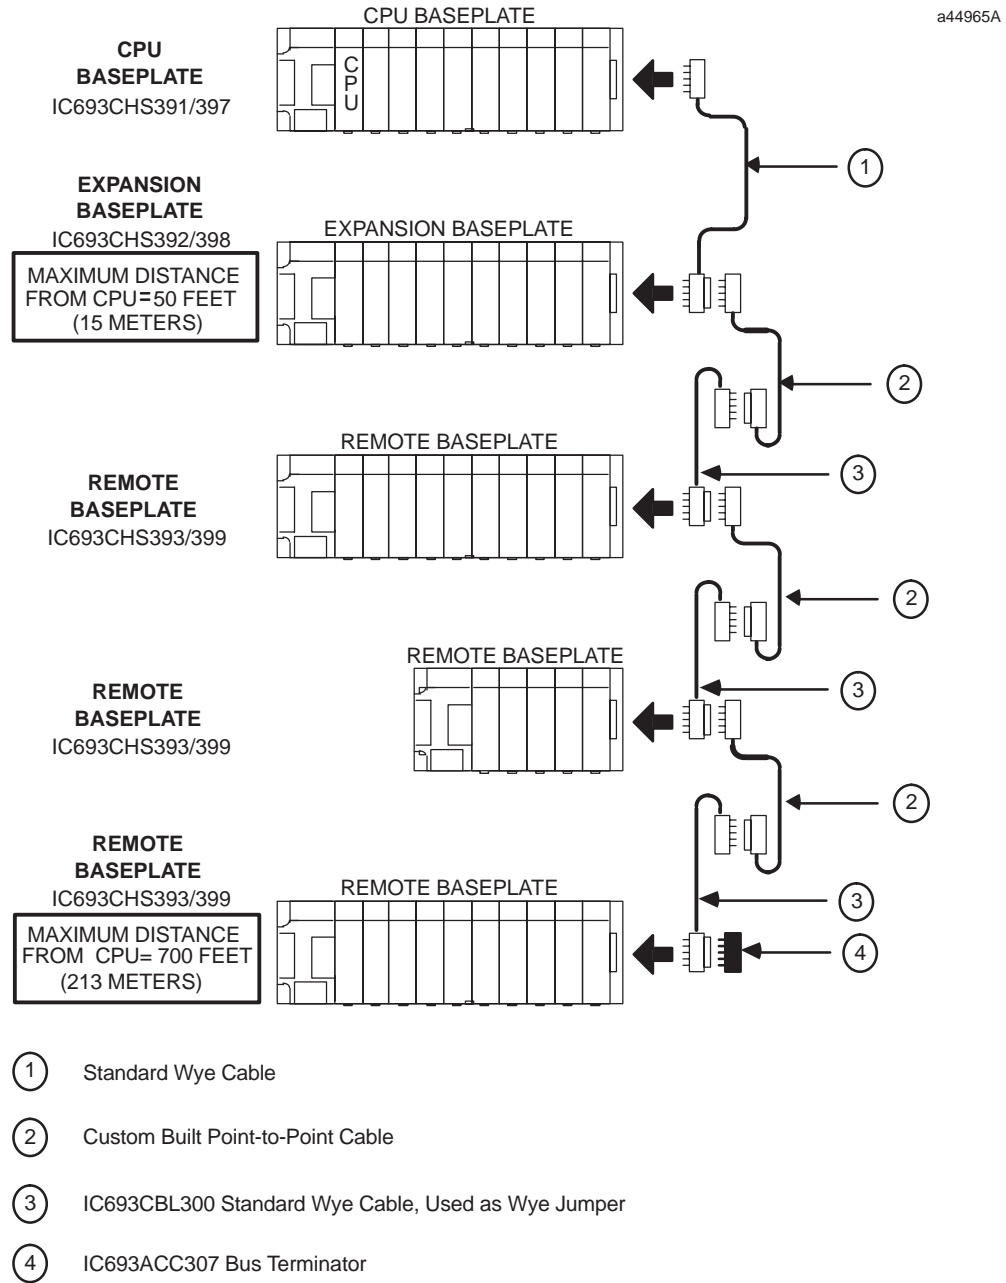 CPU BASEPLATE
a44965A
CPU
BASEPLATE
IC693CHS391/397
C
P
U
1
EXPANSION
BASEPLATE
IC693CHS392/398
EXPANSION BASEPLATE
MAXIMUM DISTANCE
FROM CPU=50 FEET
(15 METERS)
2
REMOTE BASEPLATE
3
REMOTE
BASEPLATE
IC693CHS393/399
2
REMOTE BASEPLATE
3
REMOTE
BASEPLATE
IC693CHS393/399
2
REMOTE
BASEPLATE
IC693CHS393/399
REMOTE BASEPLATE
3
MAXIMUM DISTANCE
FROM CPU= 700 FEET
(213 METERS)
4
1 Standard Wye Cable
2 Custom Built Point-to-Point Cable
3 IC693CBL300 Standard Wye Cable, Used as Wye Jumper
4 IC693ACC307 Bus Terminator